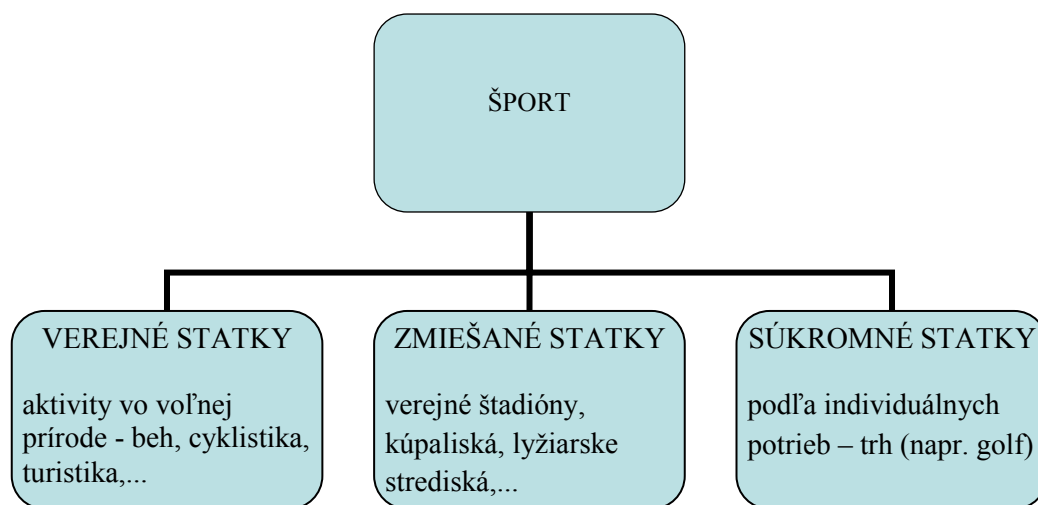 ŠPORT
VEREJNÉ STATKY
aktivity vo voľnej
prírode - beh, cyklistika,
turistika,...
ZMIEŠANÉ STATKY
verejné štadióny,
kúpaliská, lyžiarske
strediská,...
SÚKROMNÉ STATKY
podľa individuálnych
potrieb – trh (napr. golf)